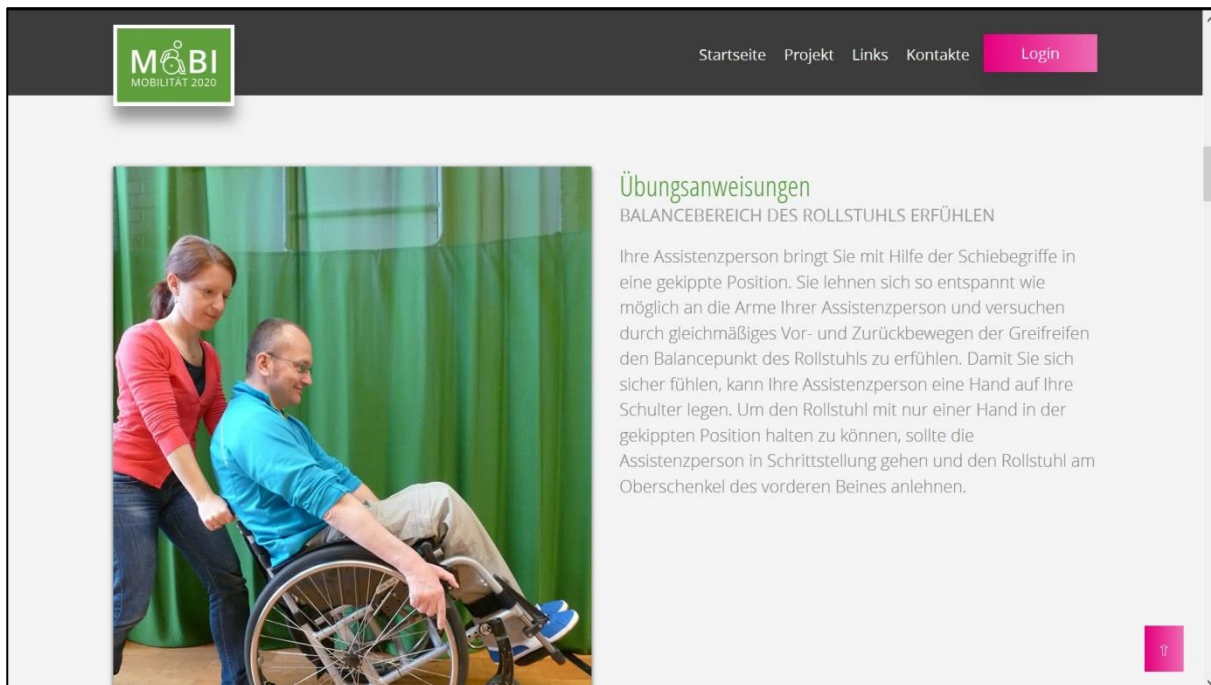 MOBI
MOBILITÄT 2020
Startseite Projekt Links Kontakte Login
Übungsanweisungen
BALANCEBEREICH DES ROLLSTUHLS ERFÜHLEN
Ihre Assistenzperson bringt Sie mit Hilfe der Schiebegriffe in
eine gekippte Position. Sie lehnen sich so entspannt wie
möglich an die Arme Ihrer Assistenzperson und versuchen
durch gleichmäßiges Vor- und Zurückbewegen der Greifreifen
den Balancepunkt des Rollstuhls zu erfühlen. Damit Sie sich
sicher fühlen, kann Ihre Assistenzperson eine Hand auf Ihre
Schulter legen. Um den Rollstuhl mit nur einer Hand in der
gekippten Position halten zu können, sollte die
Assistenzperson in Schrittstellung gehen und den Rollstuhl am
Oberschenkel des vorderen Beines anlehnen.